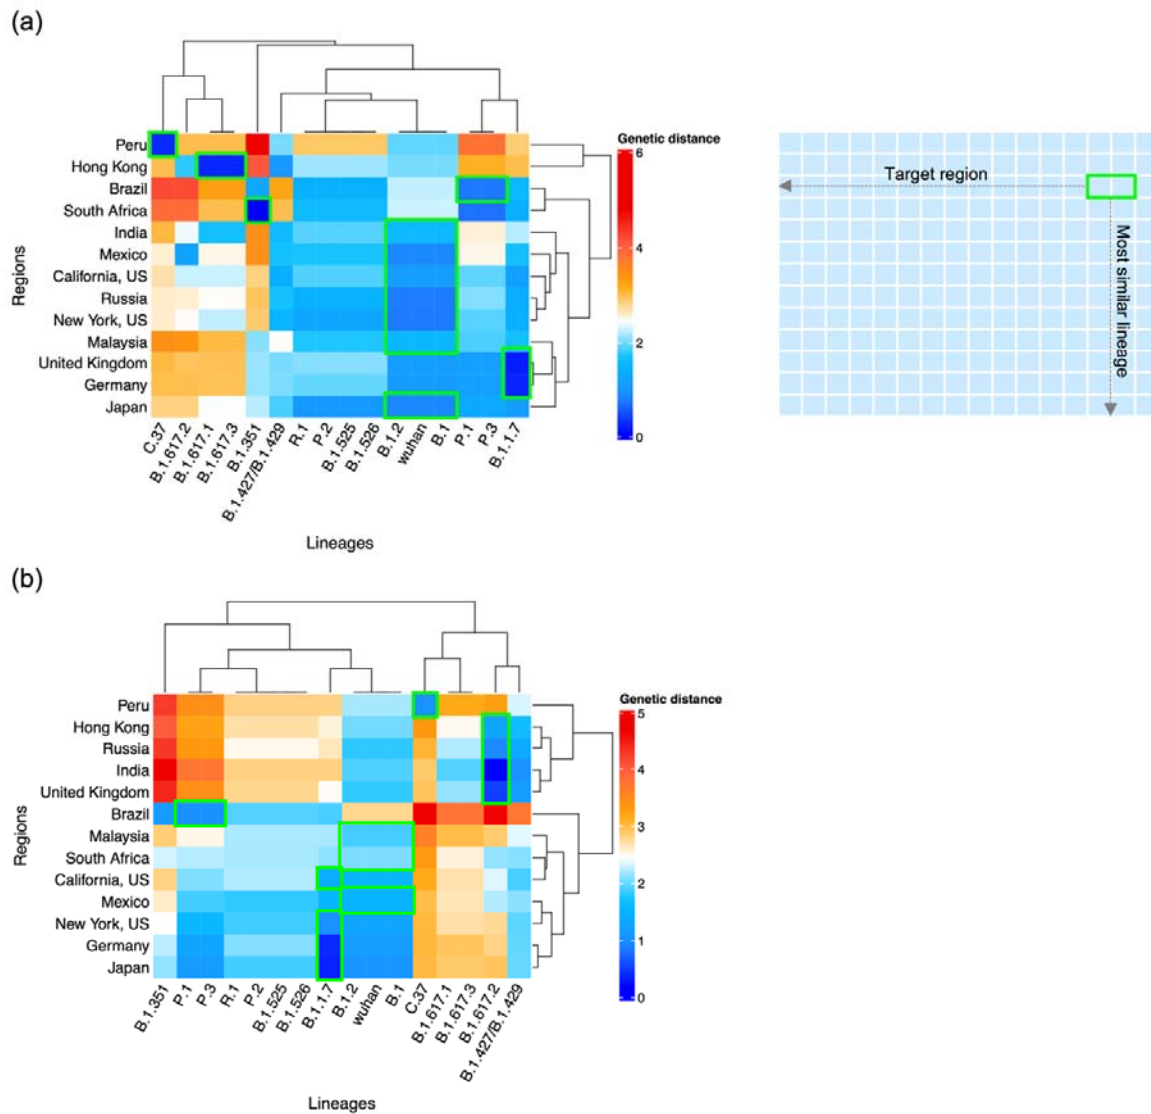 (a)
Genetic distance
Peru
Hong Kong
Brazil
South Africa
India
Mexico
California, US
Russia
New York, US
Malaysia
United Kingdom
Germany
Japan
Regions
6
4
2
0
C.37
B.1.617.2
B.1.617.1
B.1.617.3
B.1.351
B.1.427/B.1.429
R.1
P.2
B.1.525
B.1.526
B.1.2
wuhan
B.1
P.1
P.3
B.1.1.7
Lineages
Target region
Most similar lineage
(b)
Genetic distance
Peru
Hong Kong
Russia
India
United Kingdom
Brazil
Malaysia
South Africa
California, US
Mexico
New York, US
Germany
Japan
Regions
5
4
3
2
1
0
B.1.351
P.1
P.3
R.1
P.2
B.1.525
B.1.526
B.1.1.7
B.1.2
wuhan
B.1
C.37
B.1.617.1
B.1.617.3
B.1.617.2
B.1.427/B.1.429
Lineages